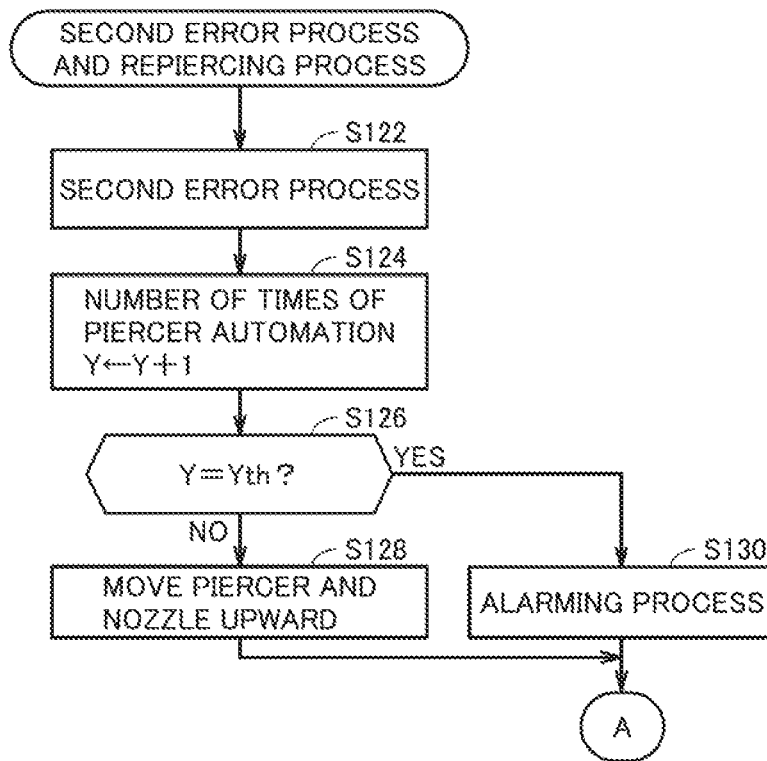 SECOND ERROR PROCESS
AND REPIERCING PROCESS
S122
SECOND ERROR PROCESS
S124
NUMBER OF TIMES OF
PIERCER AUTOMATION
Y←Y+1
S126
Y=Yth?
YES
NO
S128
MOVE PIERCER AND
NOZZLE UPWARD
S130
ALARMING PROCESS
A